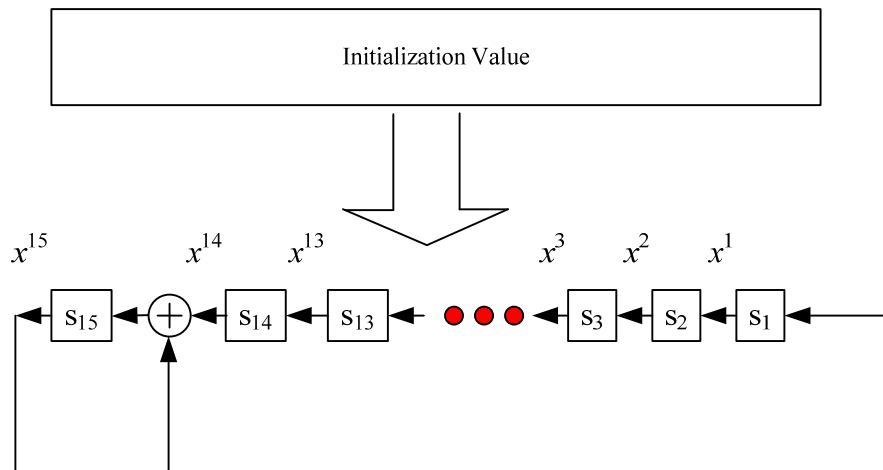 Initialization Value
x¹⁵ x¹⁴ x¹³ x³ x² x¹
s₁₅ + s₁₄ s₁₃ s₃ s₂ s₁